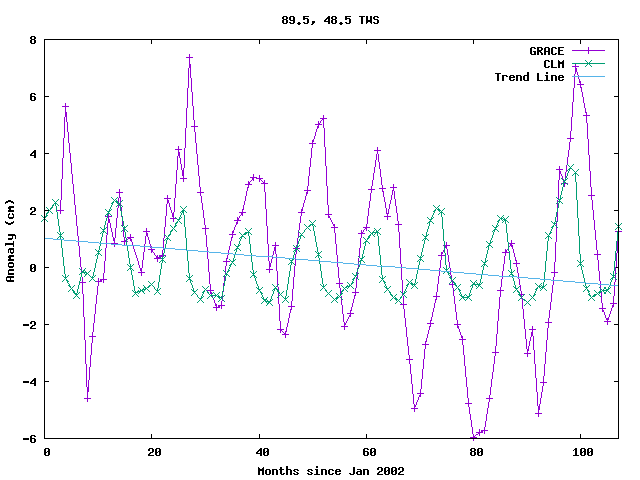 89.5, 48.5 TWS
GRACE
CLM
Trend Line
8
6
4
2
0
-2
-4
-6
Anomaly (cm)
0 20 40 60 80 100
Months since Jan 2002